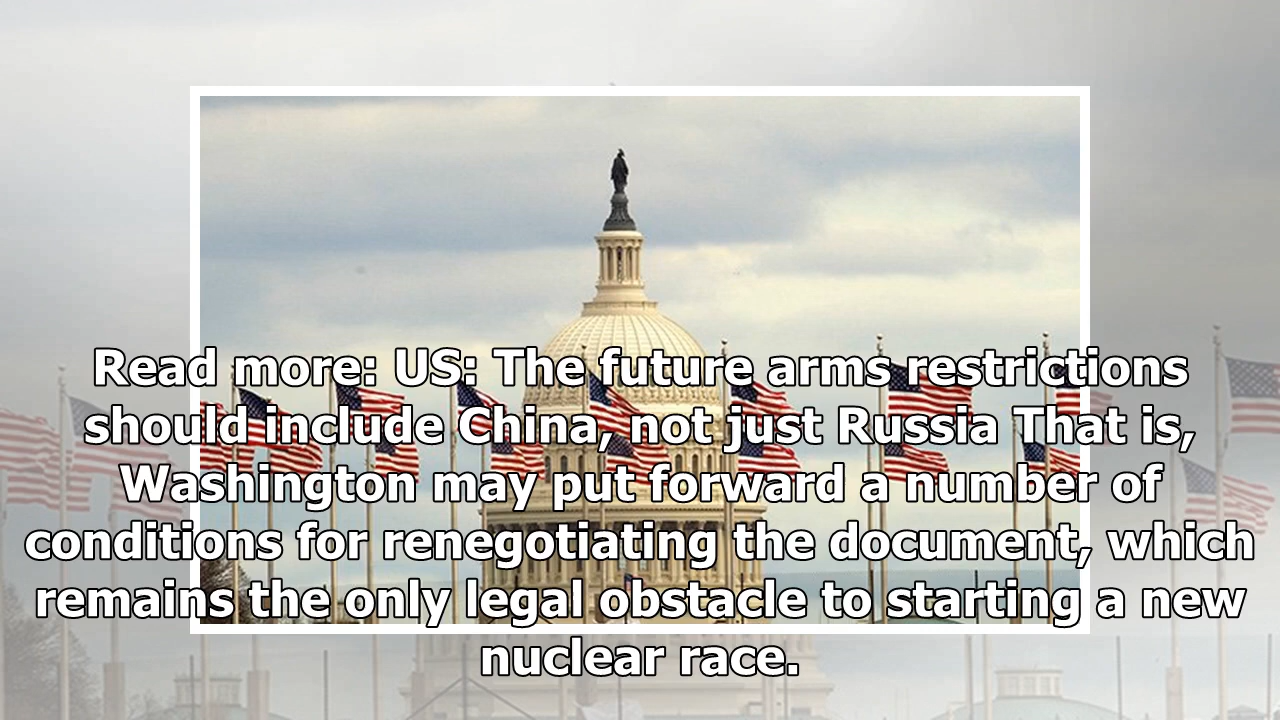 Read more: US: The future arms restrictions
should include China, not just Russia That is,
Washington may put forward a number of
conditions for renegotiating the document, which
remains the only legal obstacle to starting a new
nuclear race.